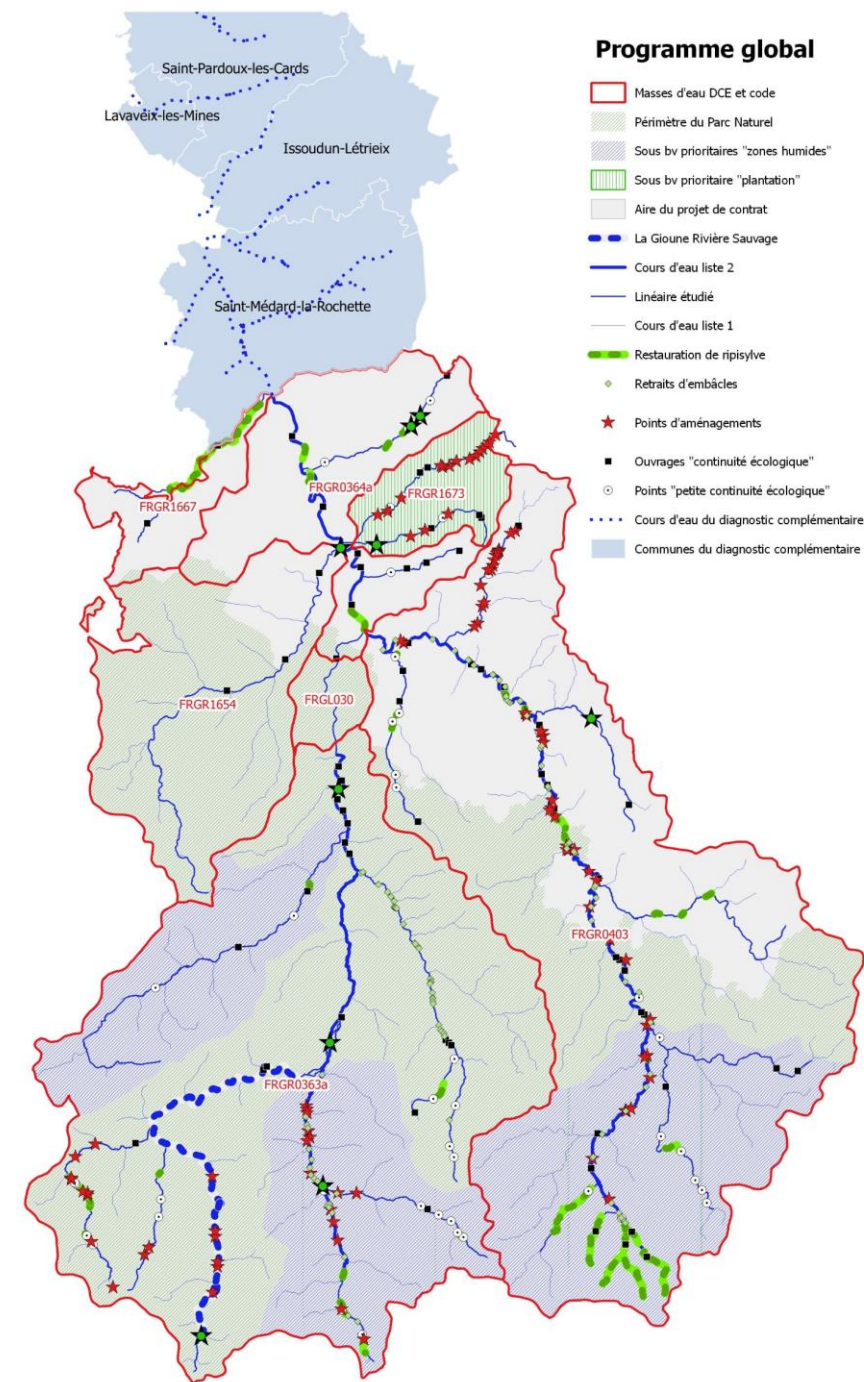 Programme global
Masses d'eau DCE et code
Périmètre du Parc Naturel
Sous bv prioritaires "zones humides"
Sous bv prioritaire "plantation"
Aire du projet de contrat
La Gioune Rivière Sauvage
Cours d'eau liste 2
Linéaire étudié
Cours d'eau liste 1
Restauration de ripisylve
Retraits d'embâcles
Points d'aménagements
Ouvrages "continuité écologique"
Points "petite continuité écologique"
Cours d'eau du diagnostic complémentaire
Communes du diagnostic complémentaire
Saint-Pardoux-les-Cards
Lavaveix-les-Mines
Issoudun-Létrieix
Saint-Médard-la-Rochette
FRGR1667
FRGR0364a
FRGR1673
FRGR1654
FRGL030
FRGR0403
FRGR0363a